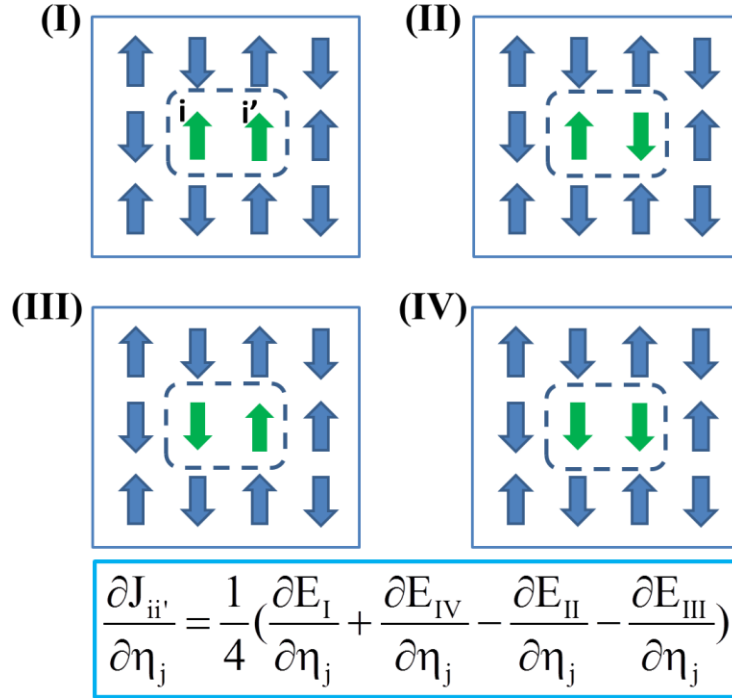 (I) (II)
i i'
(III) (IV)
∂J_ii'/∂η_j = 1/4(∂E_I/∂η_j + ∂E_IV/∂η_j − ∂E_II/∂η_j − ∂E_III/∂η_j)